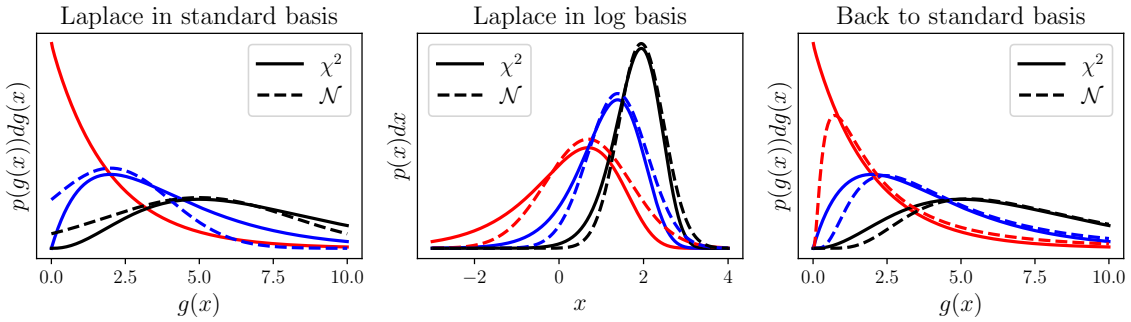 Laplace in standard basis
p(g(x))dg(x)
χ²
𝒩
0.0 2.5 5.0 7.5 10.0
g(x)
Laplace in log basis
p(x)dx
χ²
𝒩
−2 0 2 4
x
Back to standard basis
p(g(x))dg(x)
χ²
𝒩
0.0 2.5 5.0 7.5 10.0
g(x)